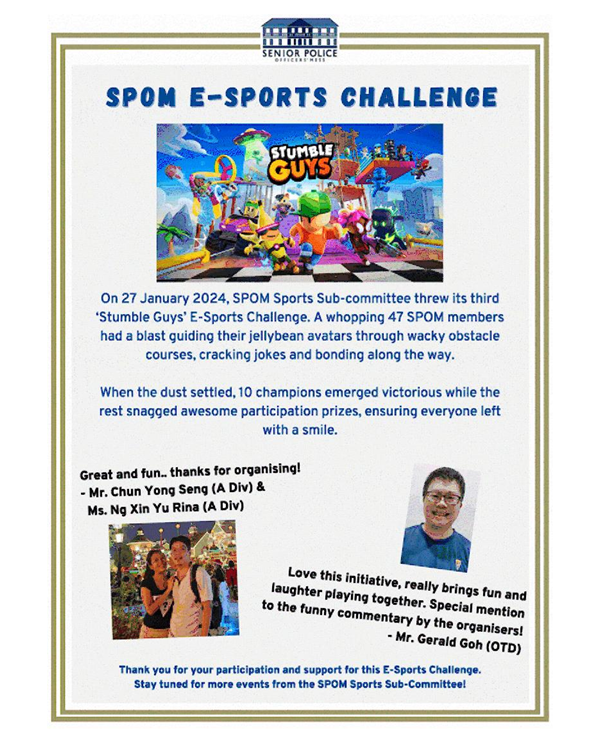 SENIOR POLICE
OFFICERS' MESS
SPOM E-SPORTS CHALLENGE
STUMBLE
GUYS
On 27 January 2024, SPOM Sports Sub-committee threw its third
‘Stumble Guys’ E-Sports Challenge. A whopping 47 SPOM members
had a blast guiding their jellybean avatars through wacky obstacle
courses, cracking jokes and bonding along the way.
When the dust settled, 10 champions emerged victorious while the
rest snagged awesome participation prizes, ensuring everyone left
with a smile.
Great and fun.. thanks for organising!
- Mr. Chun Yong Seng (A Div) &
Ms. Ng Xin Yu Rina (A Div)
Love this initiative, really brings fun and
laughter playing together. Special mention
to the funny commentary by the organisers!
- Mr. Gerald Goh (OTD)
Thank you for your participation and support for this E-Sports Challenge.
Stay tuned for more events from the SPOM Sports Sub-Committee!